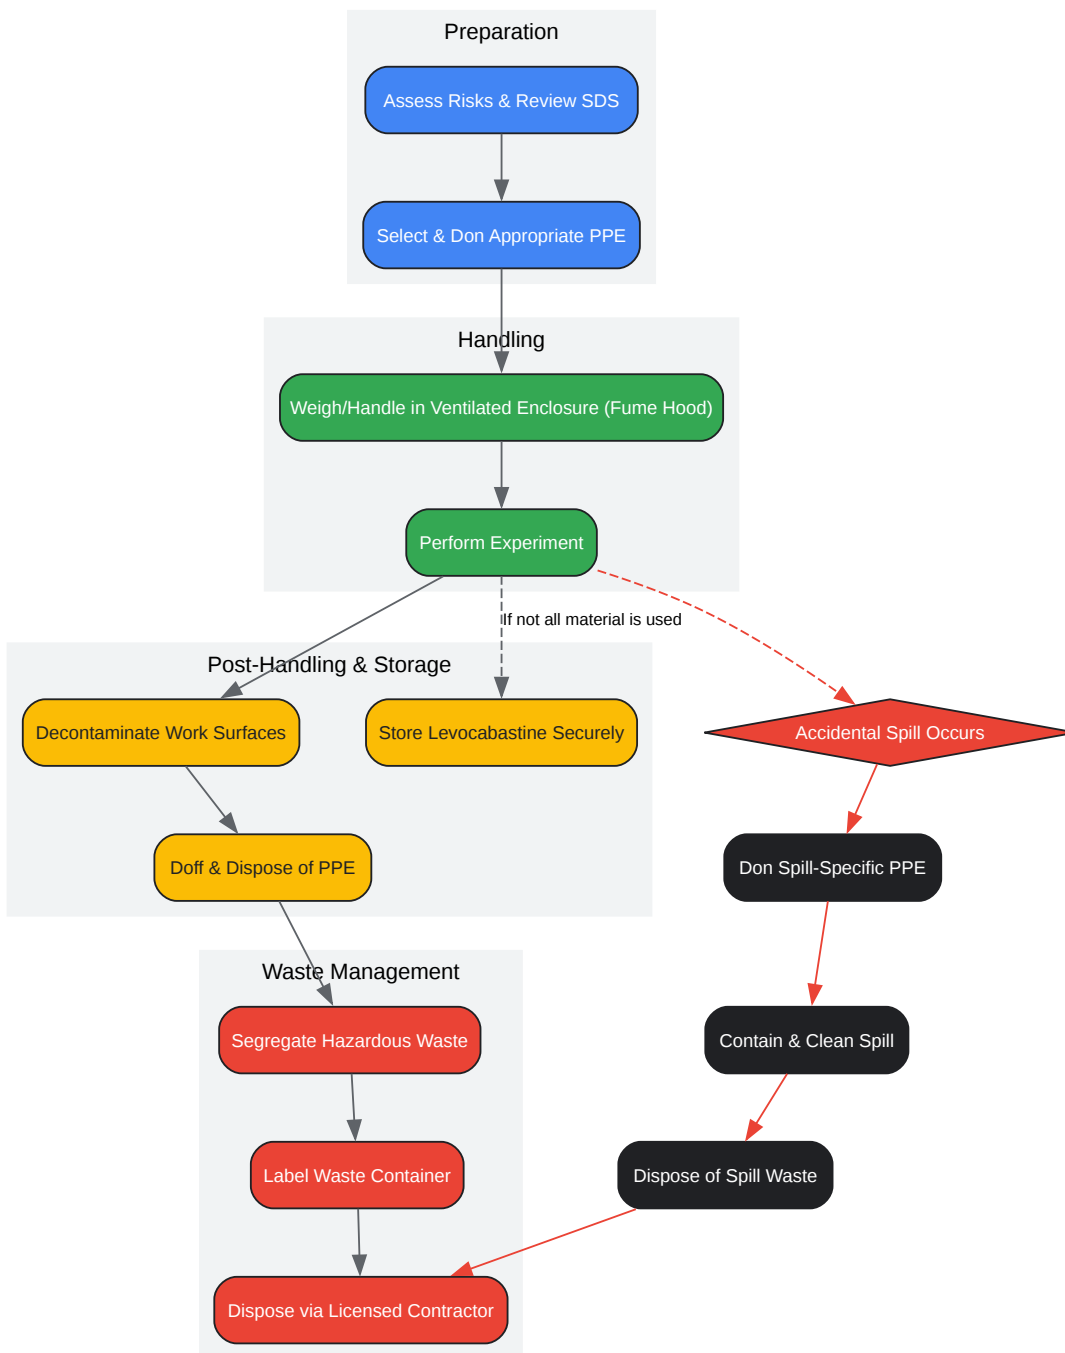 Preparation
Assess Risks & Review SDS
Select & Don Appropriate PPE
Handling
Weigh/Handle in Ventilated Enclosure (Fume Hood)
Perform Experiment
If not all material is used
Post-Handling & Storage
Decontaminate Work Surfaces
Store Levocabastine Securely
Accidental Spill Occurs
Doff & Dispose of PPE
Don Spill-Specific PPE
Waste Management
Segregate Hazardous Waste
Contain & Clean Spill
Label Waste Container
Dispose of Spill Waste
Dispose via Licensed Contractor